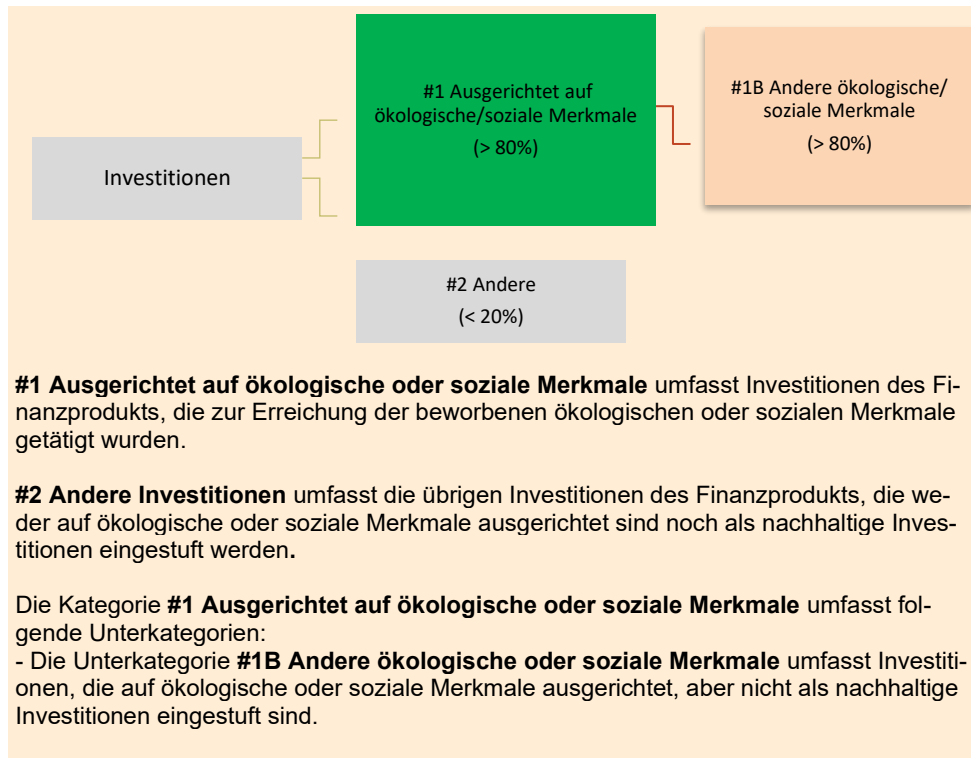 #1 Ausgerichtet auf
ökologische/soziale Merkmale
(> 80%)
#1B Andere ökologische/
soziale Merkmale
(> 80%)
Investitionen
#2 Andere
(< 20%)
#1 Ausgerichtet auf ökologische oder soziale Merkmale umfasst Investitionen des Fi-
nanzprodukts, die zur Erreichung der beworbenen ökologischen oder sozialen Merkmale
getätigt wurden.
#2 Andere Investitionen umfasst die übrigen Investitionen des Finanzprodukts, die we-
der auf ökologische oder soziale Merkmale ausgerichtet sind noch als nachhaltige Inves-
titionen eingestuft werden.
Die Kategorie #1 Ausgerichtet auf ökologische oder soziale Merkmale umfasst fol-
gende Unterkategorien:
- Die Unterkategorie #1B Andere ökologische oder soziale Merkmale umfasst Investiti-
onen, die auf ökologische oder soziale Merkmale ausgerichtet, aber nicht als nachhaltige
Investitionen eingestuft sind.